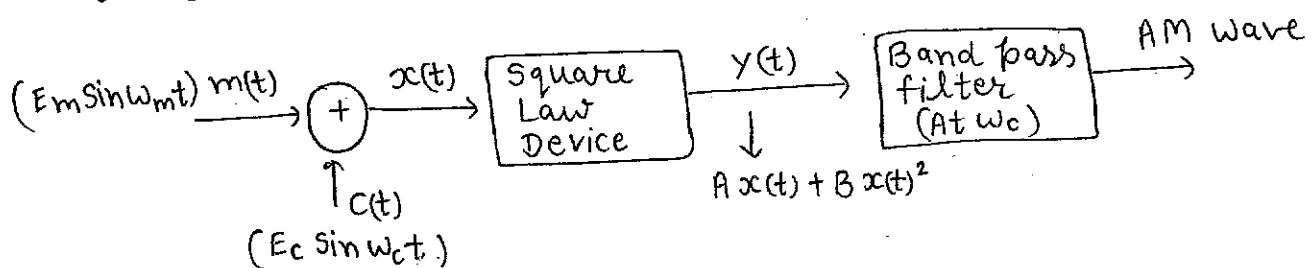 (Em Sin ωmt) m(t)
+
C(t)
(Ec Sin ωct)
x(t)
Square
Law
Device
y(t)
A x(t) + B x(t)²
Band pass
filter
(At ωc)
AM Wave